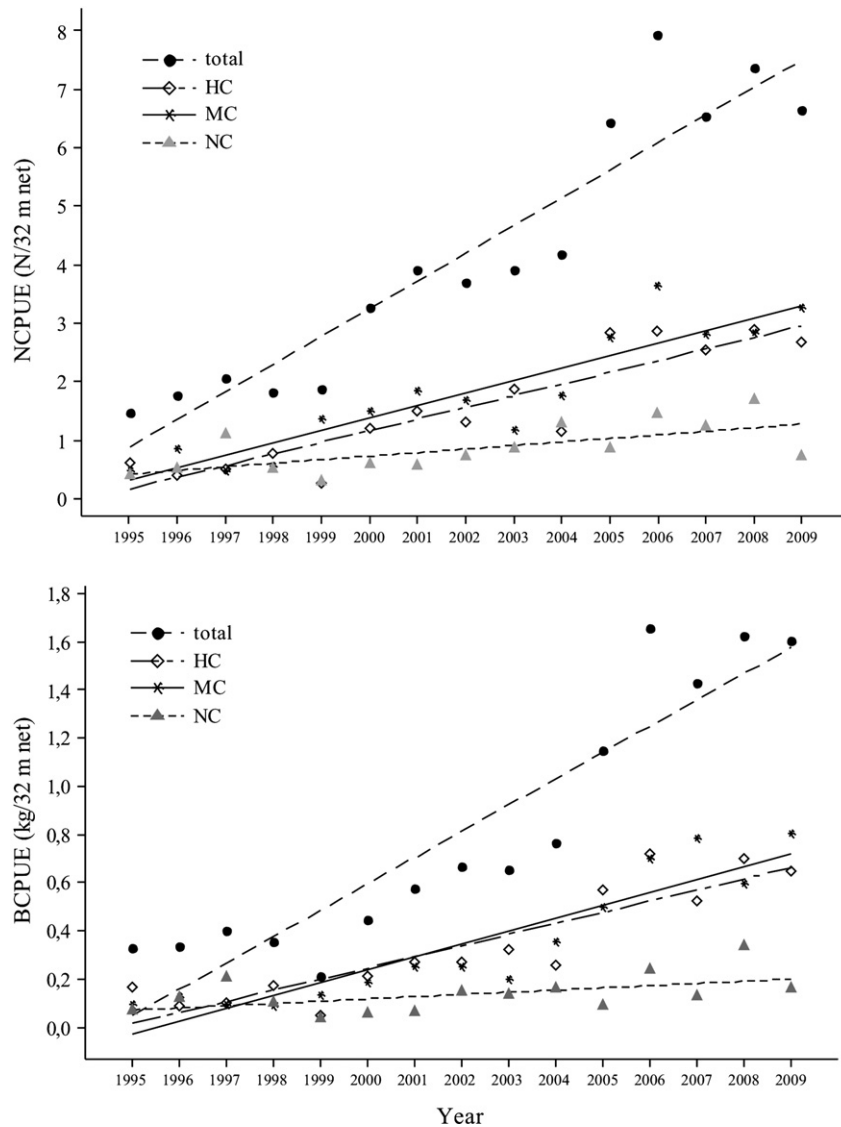 8
7
6
5
4
3
2
1
0
NCPUE (N/32 m net)
total
HC
MC
NC
1995 1996 1997 1998 1999 2000 2001 2002 2003 2004 2005 2006 2007 2008 2009
1,8
1,6
1,4
1,2
1,0
0,8
0,6
0,4
0,2
0,0
BCPUE (kg/32 m net)
total
HC
MC
NC
1995 1996 1997 1998 1999 2000 2001 2002 2003 2004 2005 2006 2007 2008 2009
Year